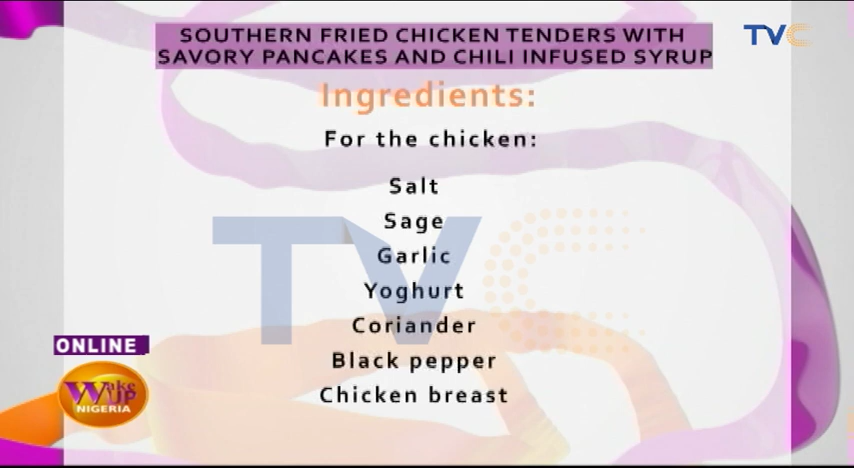 SOUTHERN FRIED CHICKEN TENDERS WITH
SAVORY PANCAKES AND CHILI INFUSED SYRUP
TVC
Ingredients:
For the chicken:
Salt
Sage
Garlic
Yoghurt
Coriander
Black pepper
Chicken breast
TVC
ONLINE
Wake
UP
NIGERIA